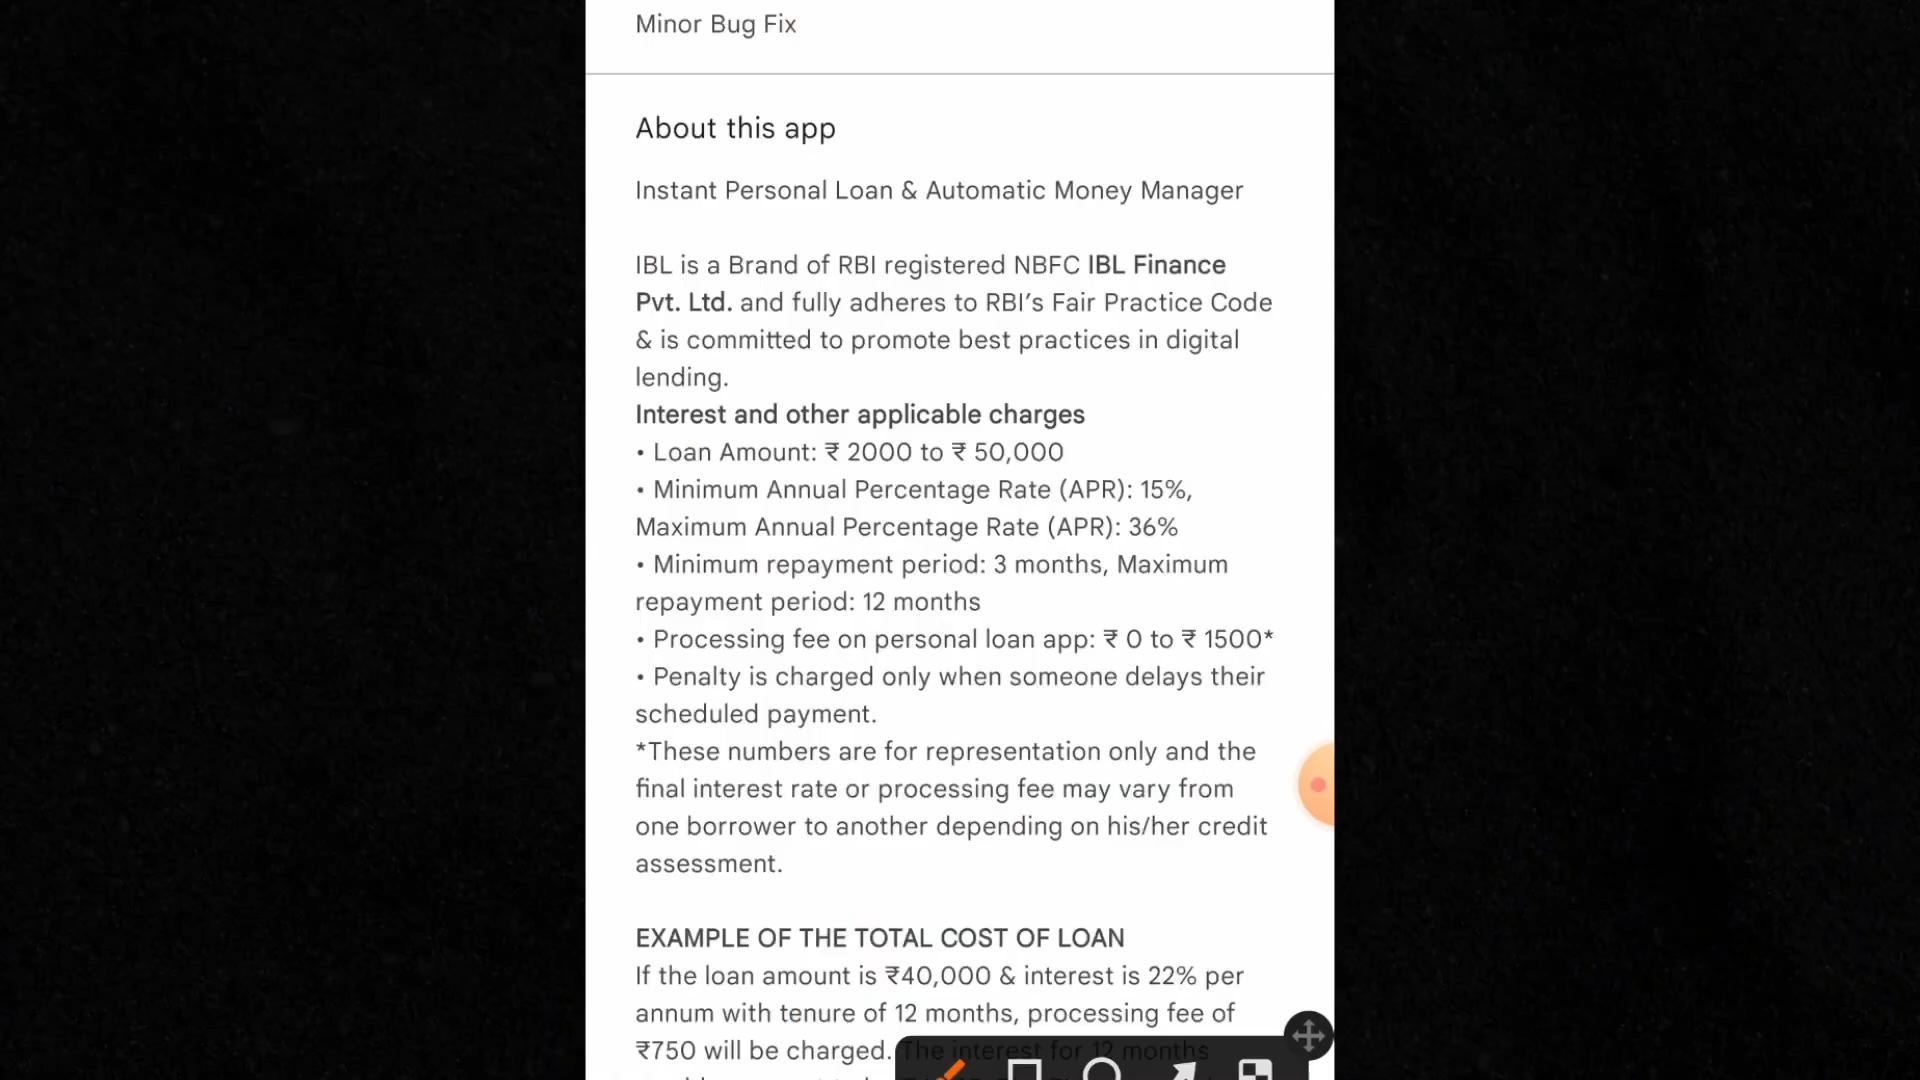 Minor Bug Fix
About this app
Instant Personal Loan & Automatic Money Manager
IBL is a Brand of RBI registered NBFC IBL Finance
Pvt. Ltd. and fully adheres to RBI’s Fair Practice Code
& is committed to promote best practices in digital
lending.
Interest and other applicable charges
• Loan Amount: ₹ 2000 to ₹ 50,000
• Minimum Annual Percentage Rate (APR): 15%,
Maximum Annual Percentage Rate (APR): 36%
• Minimum repayment period: 3 months, Maximum
repayment period: 12 months
• Processing fee on personal loan app: ₹ 0 to ₹ 1500*
• Penalty is charged only when someone delays their
scheduled payment.
*These numbers are for representation only and the
final interest rate or processing fee may vary from
one borrower to another depending on his/her credit
assessment.
EXAMPLE OF THE TOTAL COST OF LOAN
If the loan amount is ₹40,000 & interest is 22% per
annum with tenure of 12 months, processing fee of
₹750 will be charged. The interest for 12 months